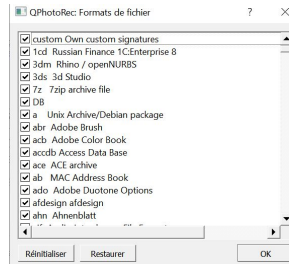 QPhotoRec: Formats de fichier ? ×
custom Own custom signatures
1cd Russian Finance 1C:Enterprise 8
3dm Rhino / openNURBS
3ds 3d Studio
7z 7zip archive file
DB
a Unix Archive/Debian package
abr Adobe Brush
acb Adobe Color Book
accdb Access Data Base
ace ACE archive
ab MAC Address Book
ado Adobe Duotone Options
afdesign afdesign
ahn Ahnenblatt
Réinitialiser Restaurer OK